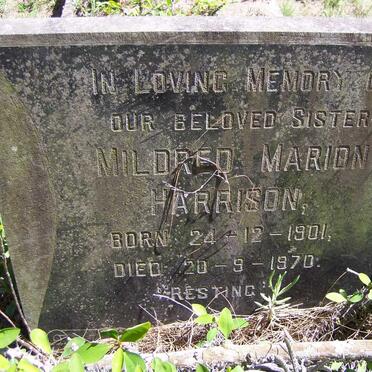 IN LOVING MEMORY
OUR BELOVED SISTER
MILDRED MARION
HARRISON,
BORN 24-12-1901,
DIED 20-9-1970.
RESTING